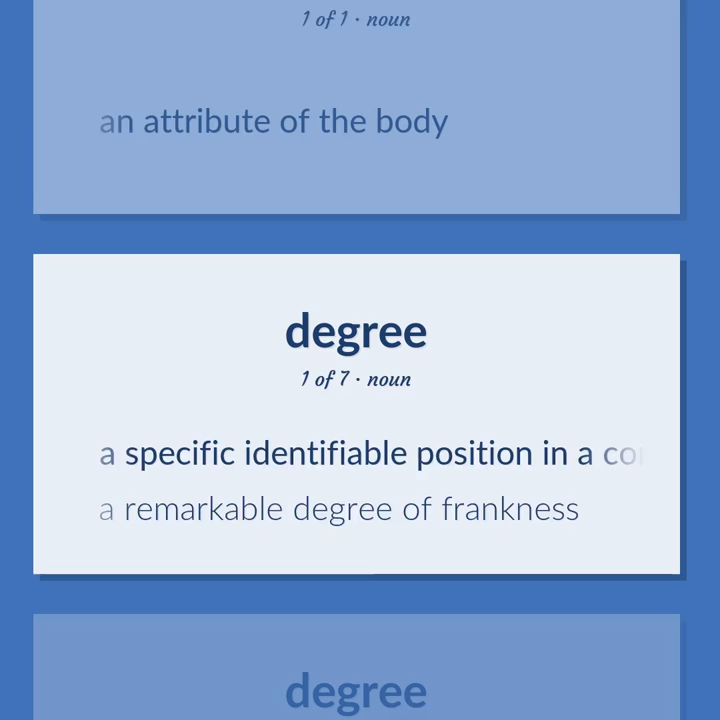 1 of 1 · noun
an attribute of the body
degree
1 of 7 · noun
a specific identifiable position in a
a remarkable degree of frankness
degree